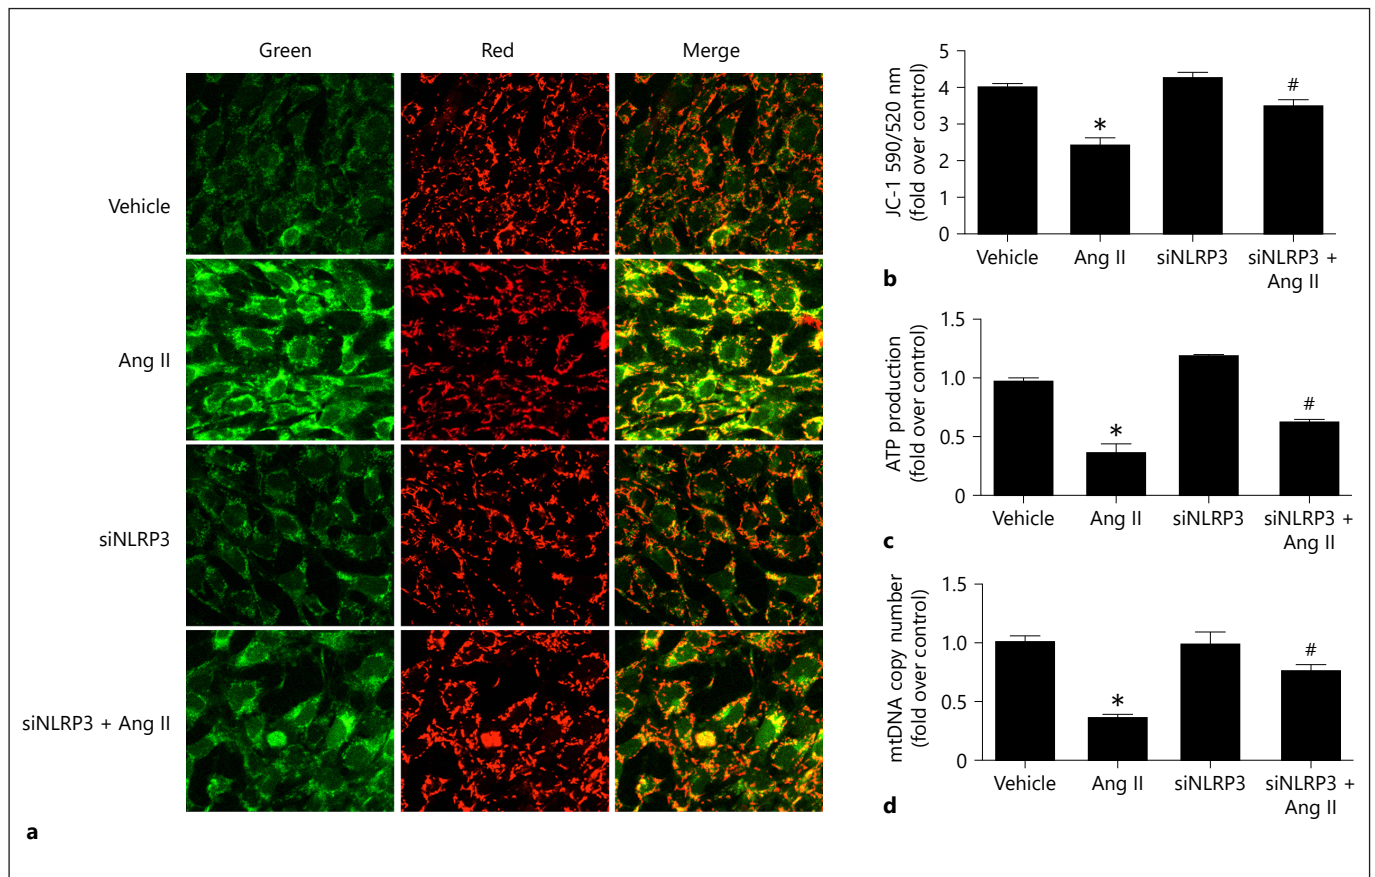 Green Red Merge
Vehicle
Ang II
siNLRP3
siNLRP3 + Ang II
a
JC-1 590/520 nm
(fold over control)
5
4
3
2
1
0
*
#
Vehicle Ang II siNLRP3 siNLRP3 +
Ang II
b
ATP production
(fold over control)
1.5
1.0
0.5
0
*
#
Vehicle Ang II siNLRP3 siNLRP3 +
Ang II
c
mtDNA copy number
(fold over control)
1.5
1.0
0.5
0
*
#
Vehicle Ang II siNLRP3 siNLRP3 +
Ang II
d